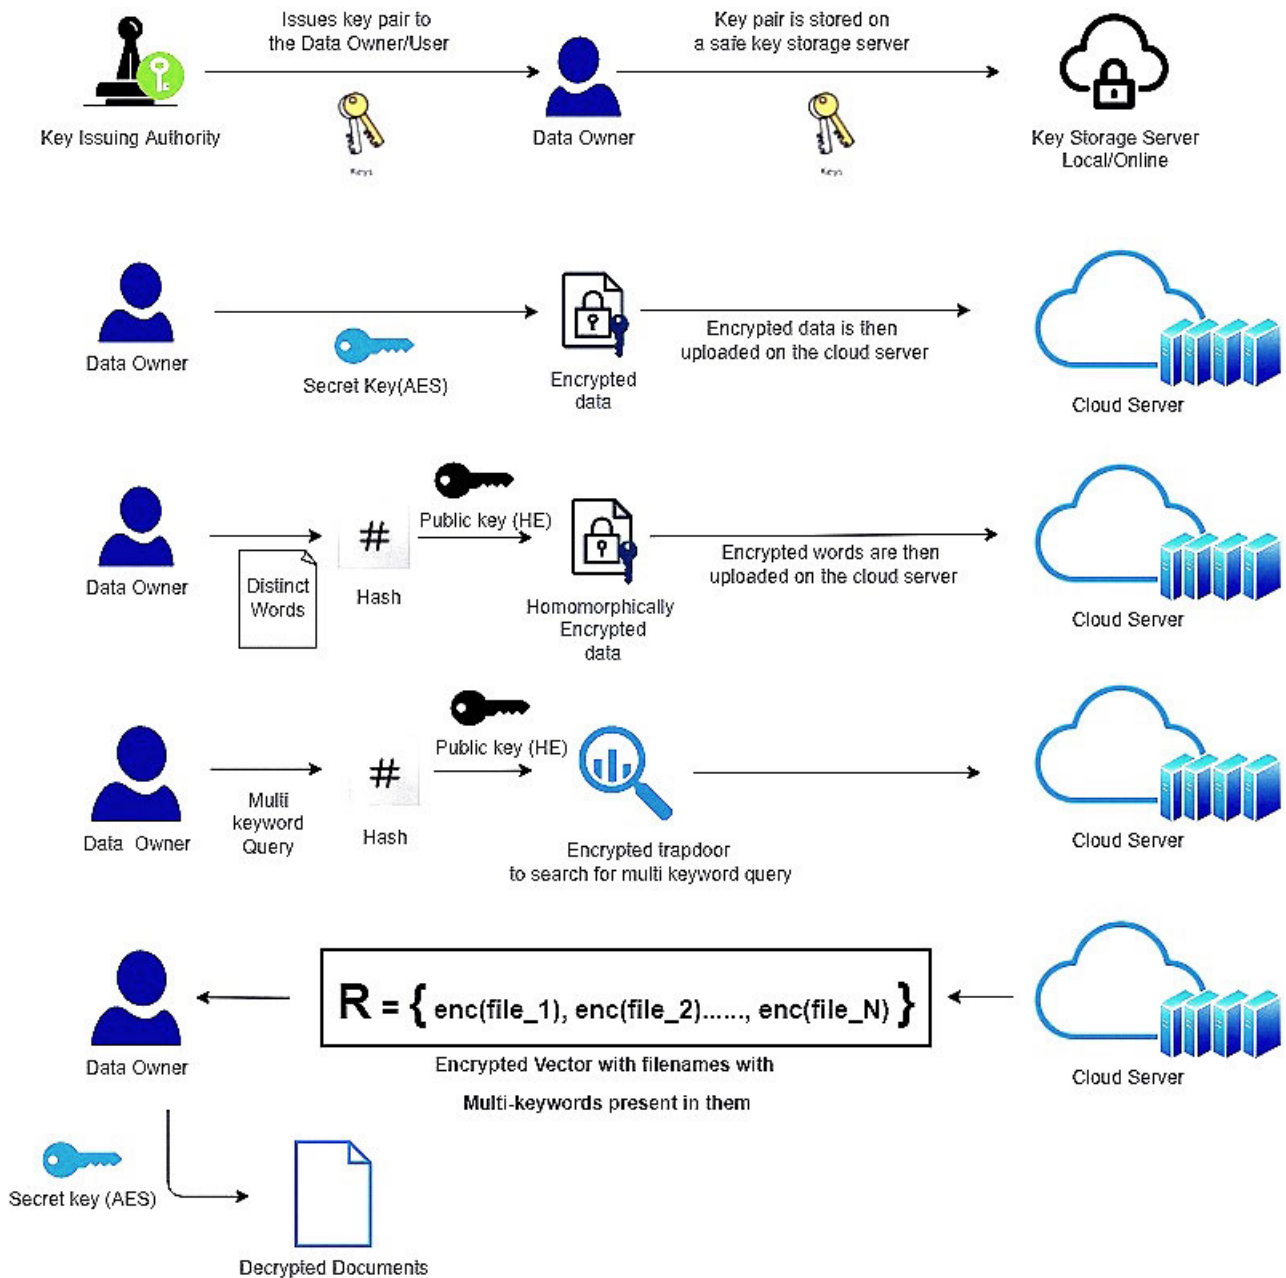 Issues key pair to
the Data Owner/User
Key pair is stored on
a safe key storage server
Key Issuing Authority
Keys
Data Owner
Keys
Key Storage Server
Local/Online
Data Owner
Secret Key(AES)
Encrypted
data
Encrypted data is then
uploaded on the cloud server
Cloud Server
Data Owner
Distinct
Words
#
Hash
Public key (HE)
Homomorphically
Encrypted
data
Encrypted words are then
uploaded on the cloud server
Cloud Server
Data Owner
Multi
keyword
Query
#
Hash
Public key (HE)
Encrypted trapdoor
to search for multi keyword query
Cloud Server
Data Owner
R = { enc(file_1), enc(file_2)......, enc(file_N) }
Encrypted Vector with filenames with
Multi-keywords present in them
Cloud Server
Secret key (AES)
Decrypted Documents